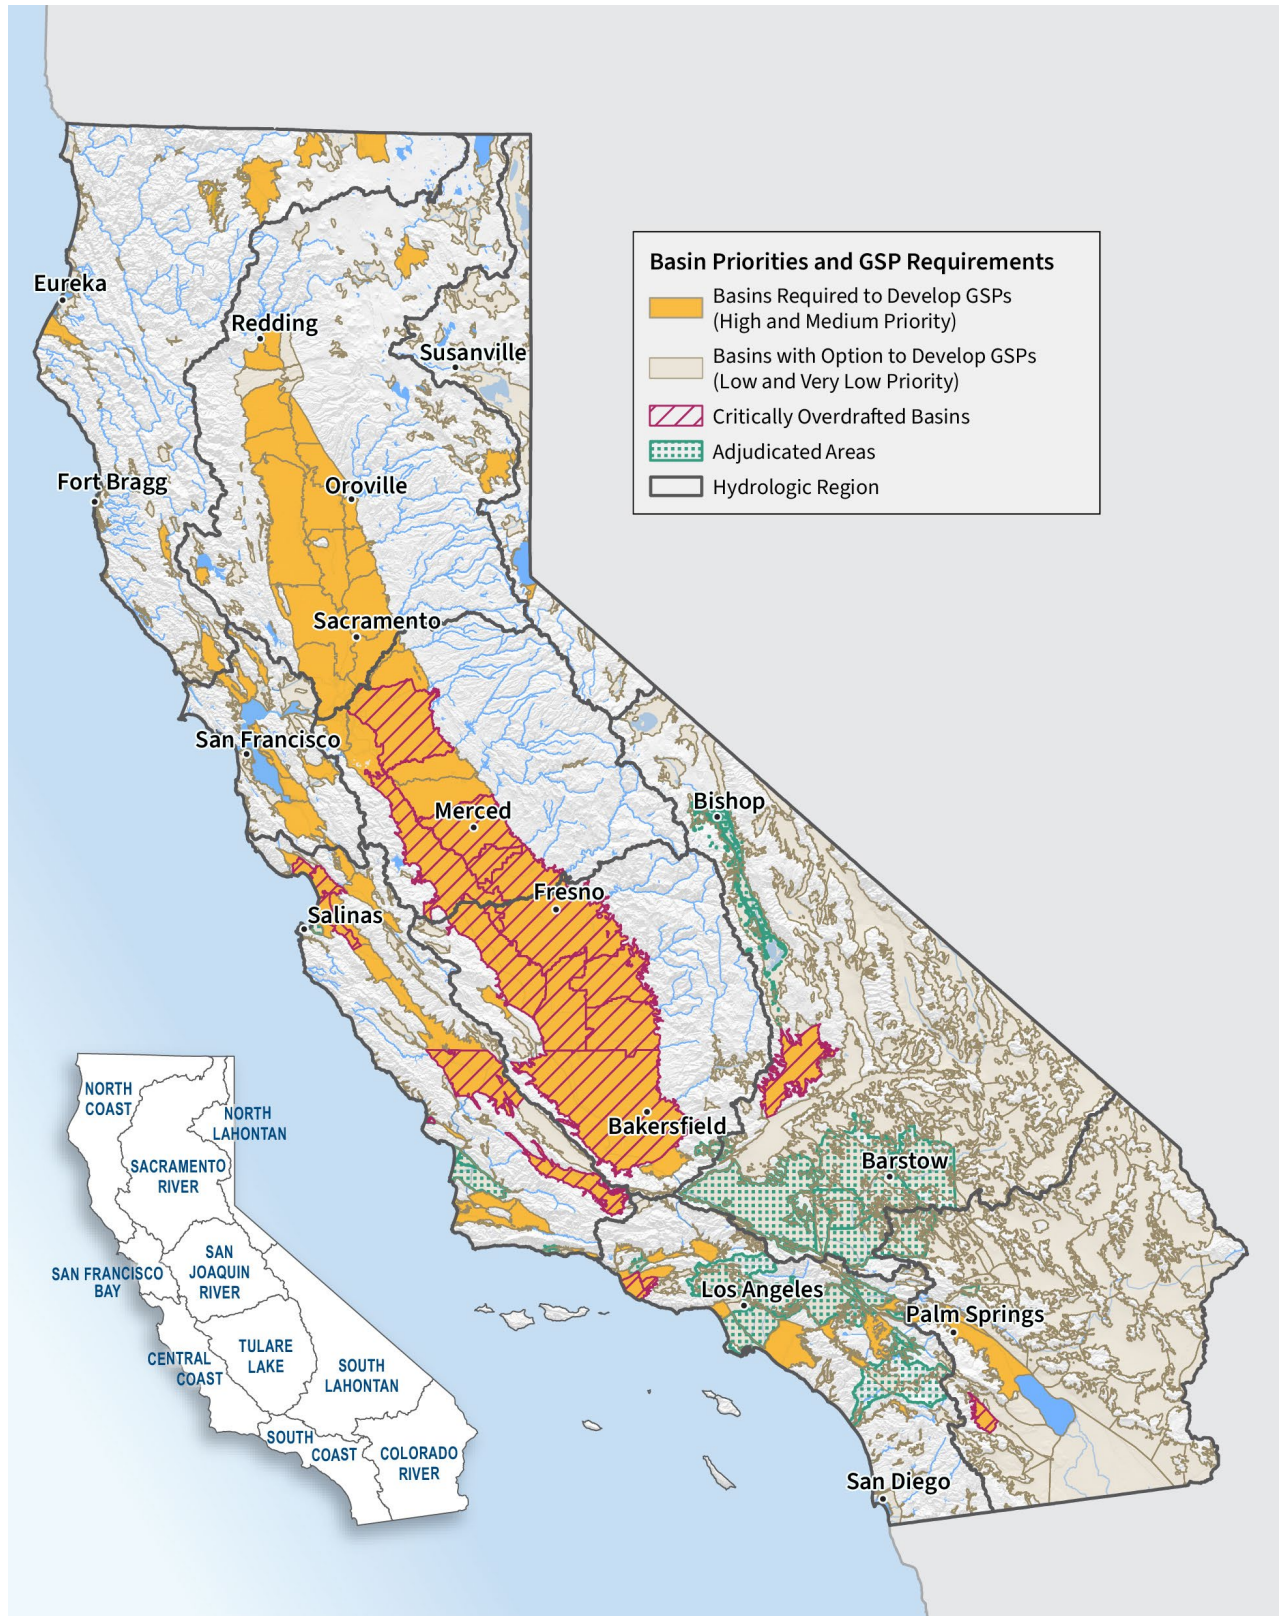 Basin Priorities and GSP Requirements
Basins Required to Develop GSPs
(High and Medium Priority)
Basins with Option to Develop GSPs
(Low and Very Low Priority)
Critically Overdrafted Basins
Adjudicated Areas
Hydrologic Region
Eureka
Redding
Susanville
Fort Bragg
Oroville
Sacramento
San Francisco
Bishop
Merced
Fresno
Salinas
Bakersfield
Barstow
Los Angeles
Palm Springs
San Diego
NORTH
COAST
NORTH
LAHONTAN
SACRAMENTO
RIVER
SAN
JOAQUIN
RIVER
SAN FRANCISCO
BAY
TULARE
LAKE
CENTRAL
COAST
SOUTH
LAHONTAN
SOUTH
COAST
COLORADO
RIVER